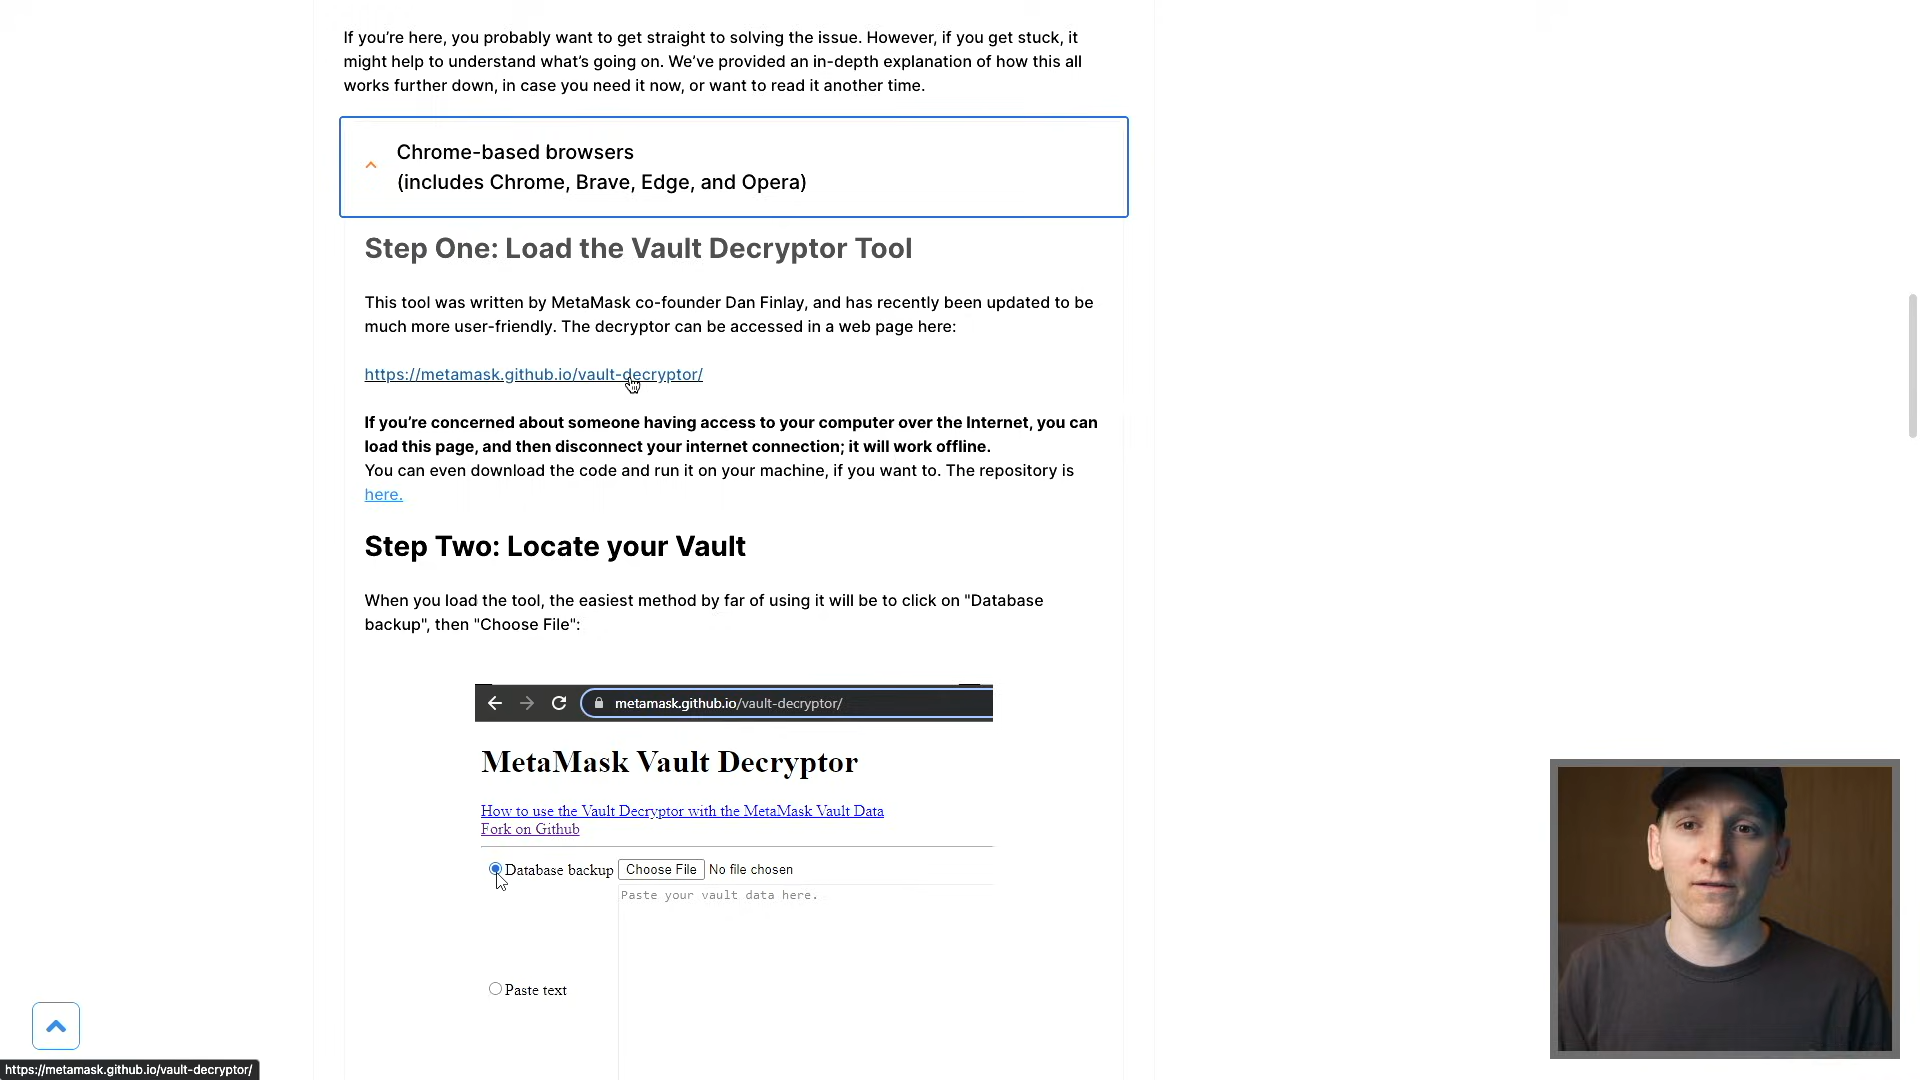 If you’re here, you probably want to get straight to solving the issue. However, if you get stuck, it
might help to understand what’s going on. We’ve provided an in-depth explanation of how this all
works further down, in case you need it now, or want to read it another time.
Chrome-based browsers
(includes Chrome, Brave, Edge, and Opera)
Step One: Load the Vault Decryptor Tool
This tool was written by MetaMask co-founder Dan Finlay, and has recently been updated to be
much more user-friendly. The decryptor can be accessed in a web page here:
https://metamask.github.io/vault-decryptor/
If you’re concerned about someone having access to your computer over the Internet, you can
load this page, and then disconnect your internet connection; it will work offline.
You can even download the code and run it on your machine, if you want to. The repository is
here.
Step Two: Locate your Vault
When you load the tool, the easiest method by far of using it will be to click on "Database
backup", then "Choose File":
metamask.github.io/vault-decryptor/
MetaMask Vault Decryptor
How to use the Vault Decryptor with the MetaMask Vault Data
Fork on Github
Database backup Choose File No file chosen
Paste your vault data here.
Paste text
https://metamask.github.io/vault-decryptor/